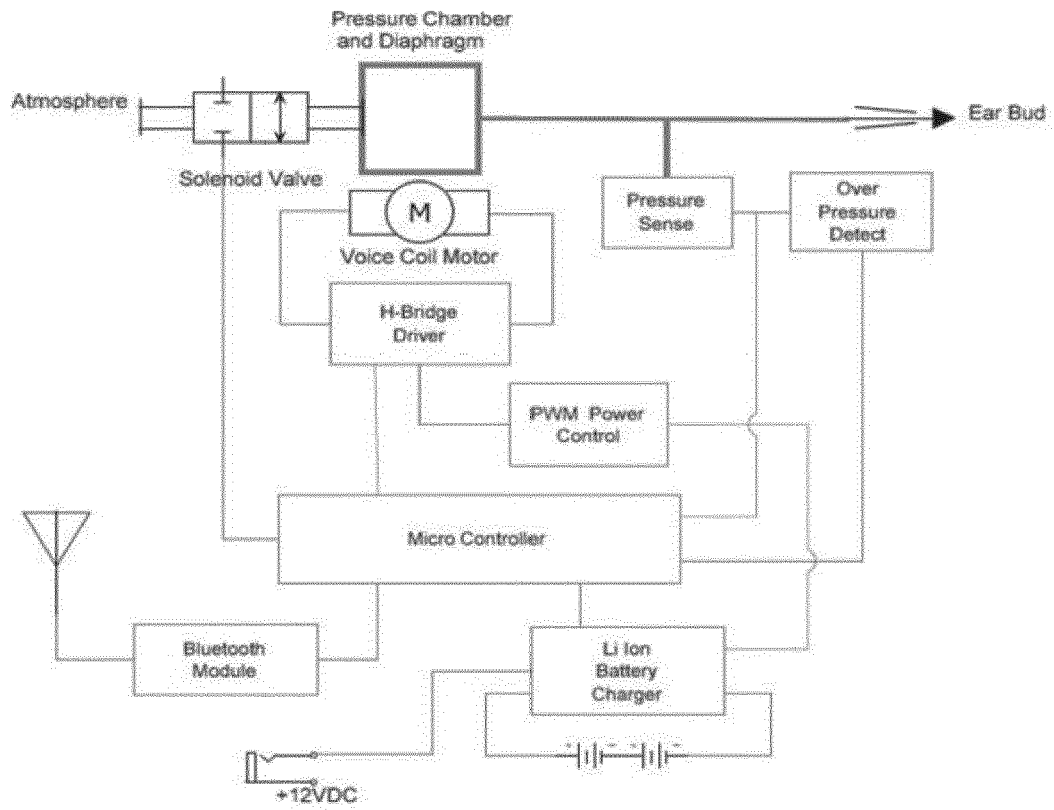 Pressure Chamber
and Diaphragm
Atmosphere
Ear Bud
Solenoid Valve
Pressure
Sense
Over
Pressure
Detect
M
Voice Coil Motor
H-Bridge
Driver
PWM Power
Control
Micro Controller
Bluetooth
Module
Li Ion
Battery
Charger
+ - + -
+12VDC